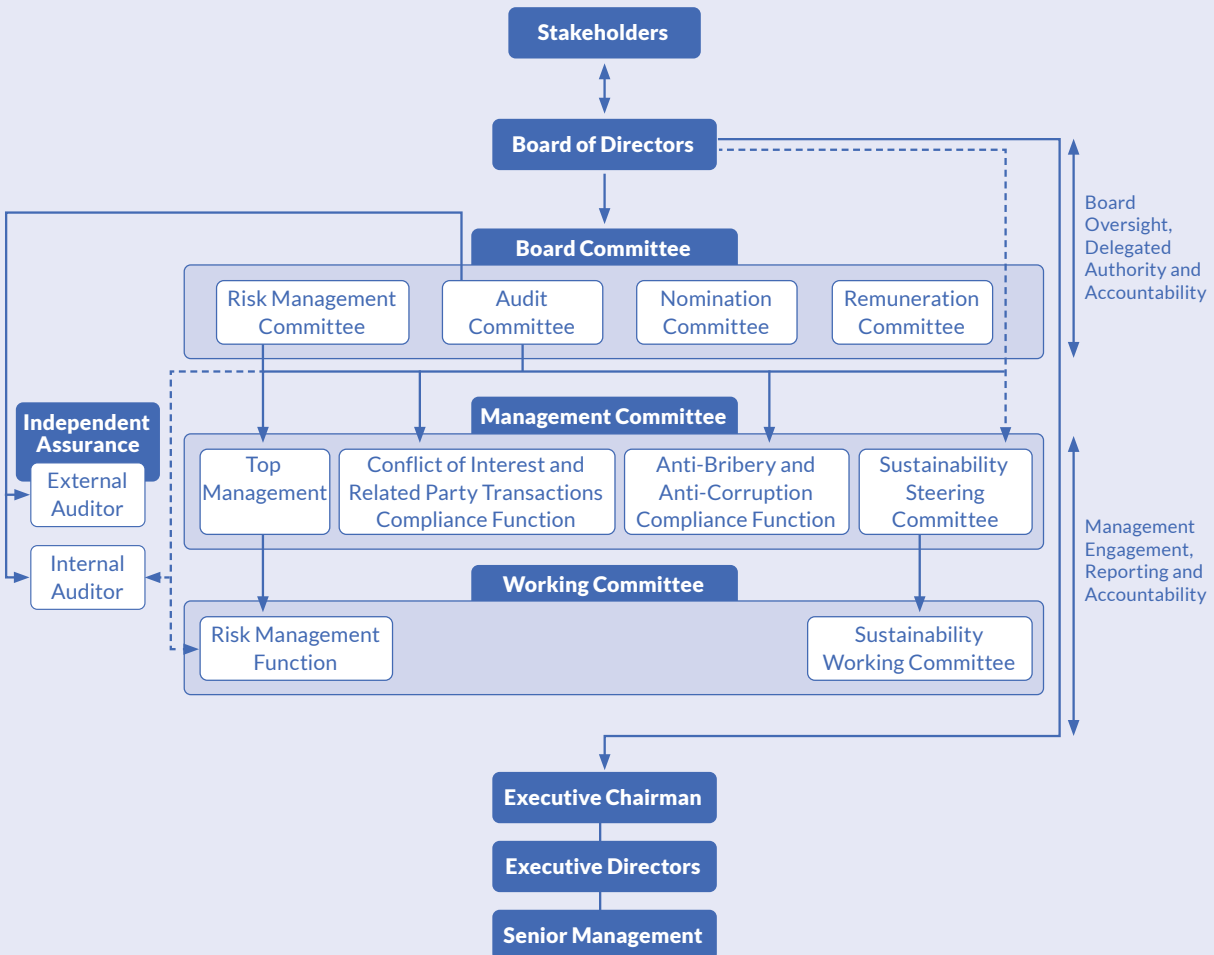 Stakeholders
Board of Directors
Board
Oversight,
Delegated
Authority and
Accountability
Board Committee
Risk Management
Committee
Audit
Committee
Nomination
Committee
Remuneration
Committee
Independent
Assurance
External
Auditor
Internal
Auditor
Management Committee
Top
Management
Conflict of Interest and
Related Party Transactions
Compliance Function
Anti-Bribery and
Anti-Corruption
Compliance Function
Sustainability
Steering
Committee
Management
Engagement,
Reporting and
Accountability
Working Committee
Risk Management
Function
Sustainability
Working Committee
Executive Chairman
Executive Directors
Senior Management